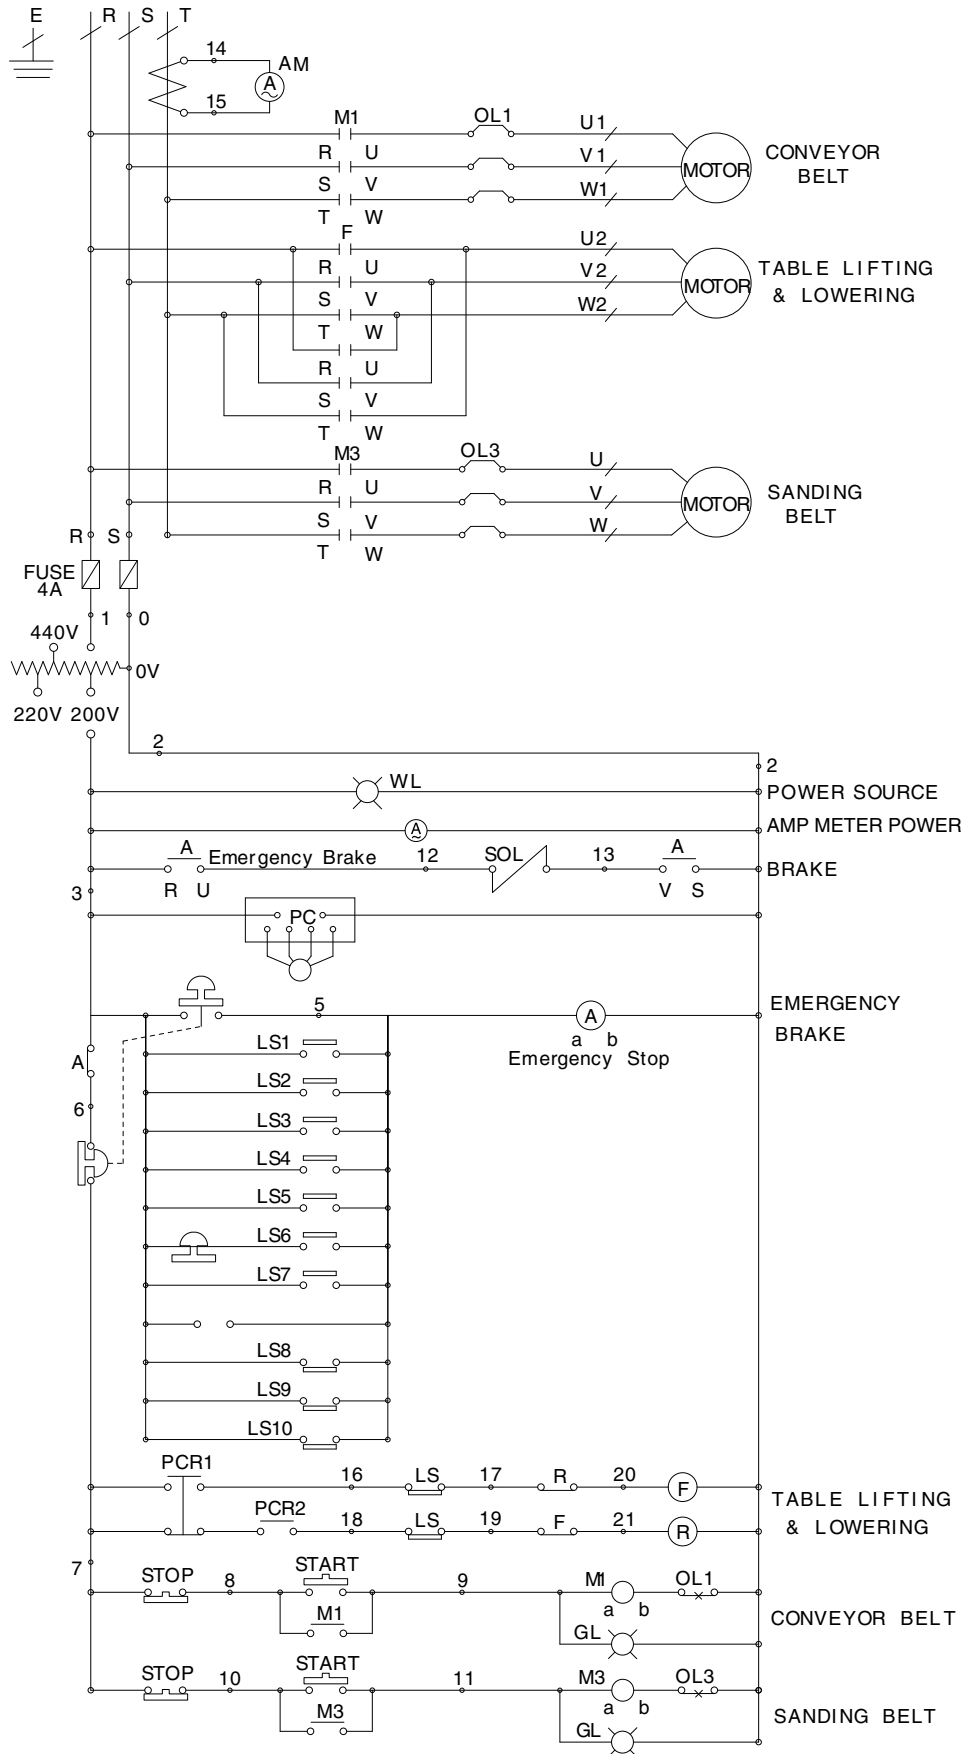 E R S T
14
AM
A
15
M1 OL1 U1
R U V1 MOTOR CONVEYOR
BELT
S V W1
T W
F U2
R U V2 MOTOR TABLE LIFTING
& LOWERING
S V W2
T W
R U
S V
T W
M3 OL3 U
R U V MOTOR SANDING
BELT
S V W
T W
R S
FUSE
4A
1 0
440V
0V
220V 200V
2
2
WL POWER SOURCE
A AMP METER POWER
A Emergency Brake 12 SOL 13 A BRAKE
R U V S
3
PC
5 A EMERGENCY
BRAKE
a b
Emergency Stop
LS1
A
LS2
6
LS3
LS4
LS5
LS6
LS7
LS8
LS9
LS10
PCR1 16 LS 17 R 20 F
TABLE LIFTING
& LOWERING
PCR2 18 LS 19 F 21 R
7
STOP 8 START 9 M1 OL1
M1 a b CONVEYOR BELT
GL
STOP 10 START 11 M3 OL3
M3 a b SANDING BELT
GL